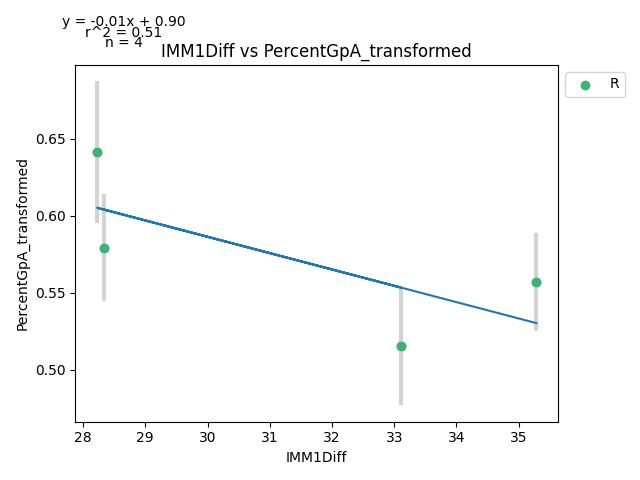 y = -0.01x + 0.90
r^2 = 0.51
n = 4
IMM1Diff vs PercentGpA_transformed
R
PercentGpA_transformed
0.65
0.60
0.55
0.50
28 29 30 31 32 33 34 35
IMM1Diff